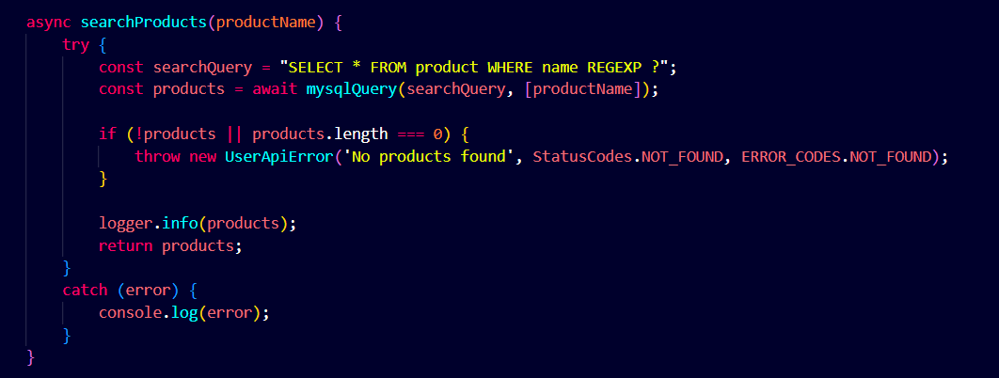 async searchProducts(productName) {
try {
const searchQuery = "SELECT * FROM product WHERE name REGEXP ?";
const products = await mysqlQuery(searchQuery, [productName]);
if (!products || products.length === 0) {
throw new UserApiError('No products found', StatusCodes.NOT_FOUND, ERROR_CODES.NOT_FOUND);
}
logger.info(products);
return products;
}
catch (error) {
console.log(error);
}
}